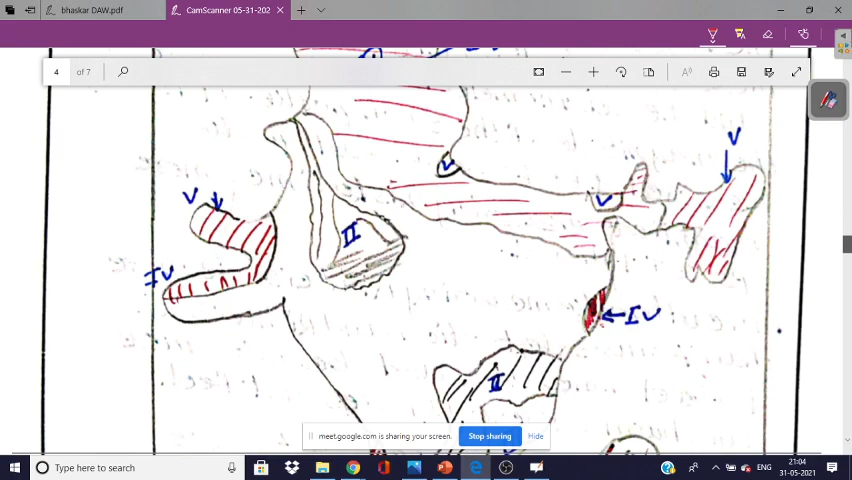 bhaskar DAW.pdf
CamScanner 05-31-202
4 of 7
V
V
V
V
II
IV
IV
II
meet.google.com is sharing your screen.
Stop sharing
Hide
Type here to search
ENG
21:04
31-05-2021